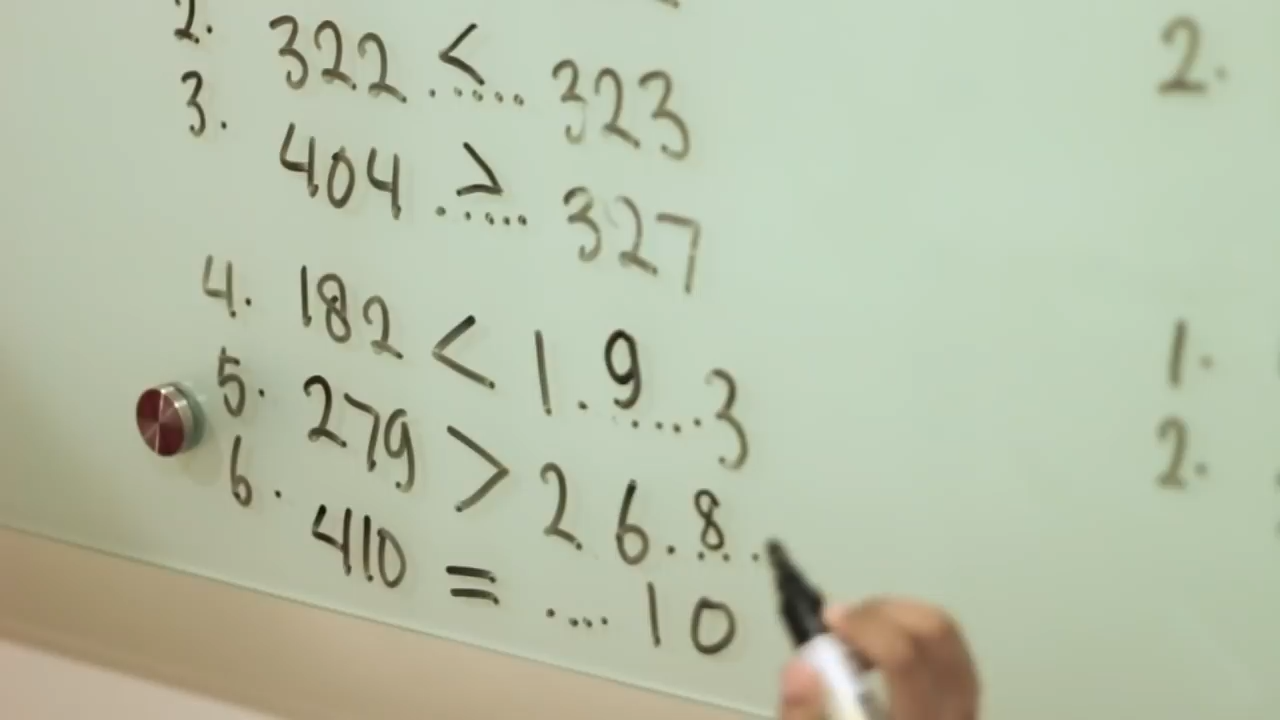 2. 322 ..<... 323
3. 404 ..>... 327
4. 182 < 1.9....3
5. 279 > 26.8..
6. 410 = ....10
2.
1.
2.